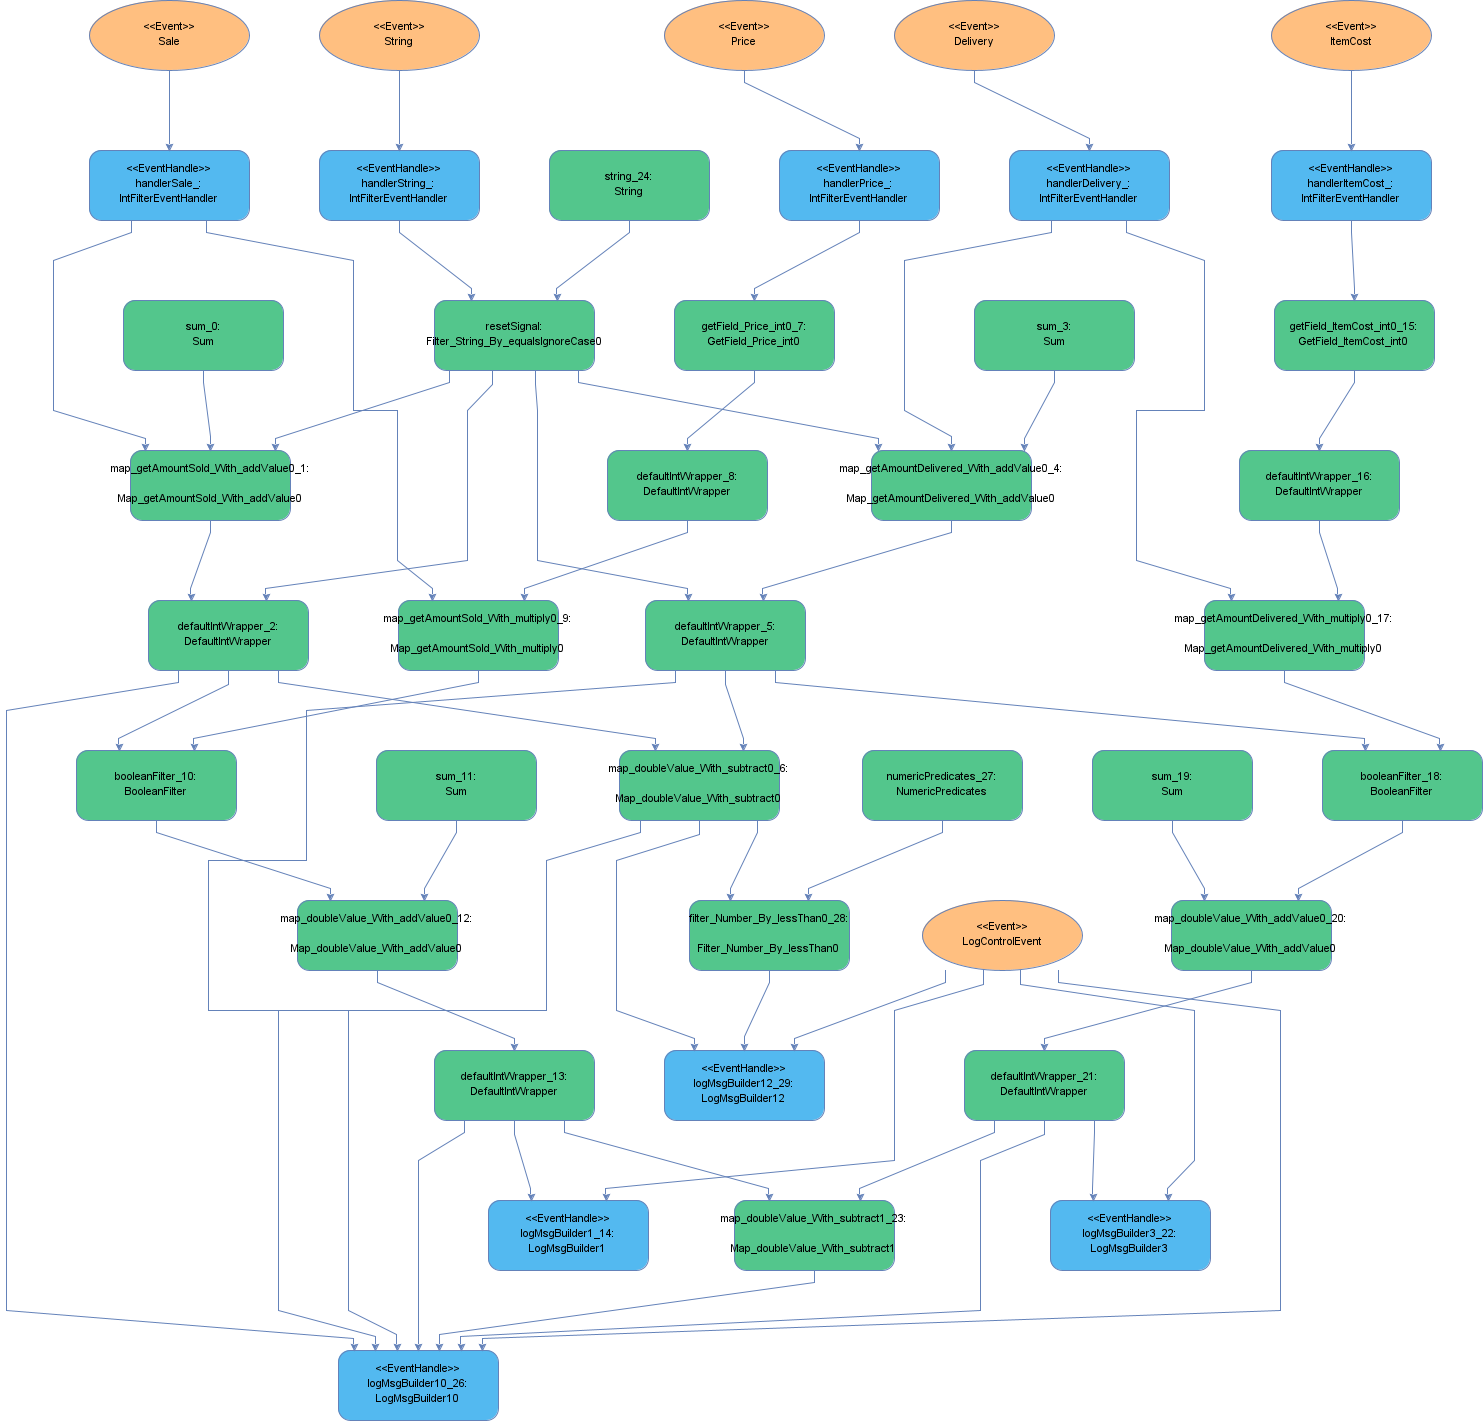 <<Event>>
Sale
<<Event>>
String
<<Event>>
Price
<<Event>>
Delivery
<<Event>>
ItemCost
<<EventHandle>>
handlerSale_:
IntFilterEventHandler
<<EventHandle>>
handlerString_:
IntFilterEventHandler
string_24:
String
<<EventHandle>>
handlerPrice_:
IntFilterEventHandler
<<EventHandle>>
handlerDelivery_:
IntFilterEventHandler
<<EventHandle>>
handlerItemCost_:
IntFilterEventHandler
sum_0:
Sum
resetSignal:
Filter_String_By_equalsIgnoreCase0
getField_Price_int0_7:
GetField_Price_int0
sum_3:
Sum
getField_ItemCost_int0_15:
GetField_ItemCost_int0
map_getAmountSold_With_addValue0_1:
Map_getAmountSold_With_addValue0
defaultIntWrapper_8:
DefaultIntWrapper
map_getAmountDelivered_With_addValue0_4:
Map_getAmountDelivered_With_addValue0
defaultIntWrapper_16:
DefaultIntWrapper
defaultIntWrapper_2:
DefaultIntWrapper
map_getAmountSold_With_multiply0_9:
Map_getAmountSold_With_multiply0
defaultIntWrapper_5:
DefaultIntWrapper
map_getAmountDelivered_With_multiply0_17:
Map_getAmountDelivered_With_multiply0
booleanFilter_10:
BooleanFilter
sum_11:
Sum
map_doubleValue_With_subtract0_6:
Map_doubleValue_With_subtract0
numericPredicates_27:
NumericPredicates
sum_19:
Sum
booleanFilter_18:
BooleanFilter
map_doubleValue_With_addValue0_12:
Map_doubleValue_With_addValue0
filter_Number_By_lessThan0_28:
Filter_Number_By_lessThan0
<<Event>>
LogControlEvent
map_doubleValue_With_addValue0_20:
Map_doubleValue_With_addValue0
defaultIntWrapper_13:
DefaultIntWrapper
<<EventHandle>>
logMsgBuilder12_29:
LogMsgBuilder12
defaultIntWrapper_21:
DefaultIntWrapper
<<EventHandle>>
logMsgBuilder1_14:
LogMsgBuilder1
map_doubleValue_With_subtract1_23:
Map_doubleValue_With_subtract1
<<EventHandle>>
logMsgBuilder3_22:
LogMsgBuilder3
<<EventHandle>>
logMsgBuilder10_26:
LogMsgBuilder10